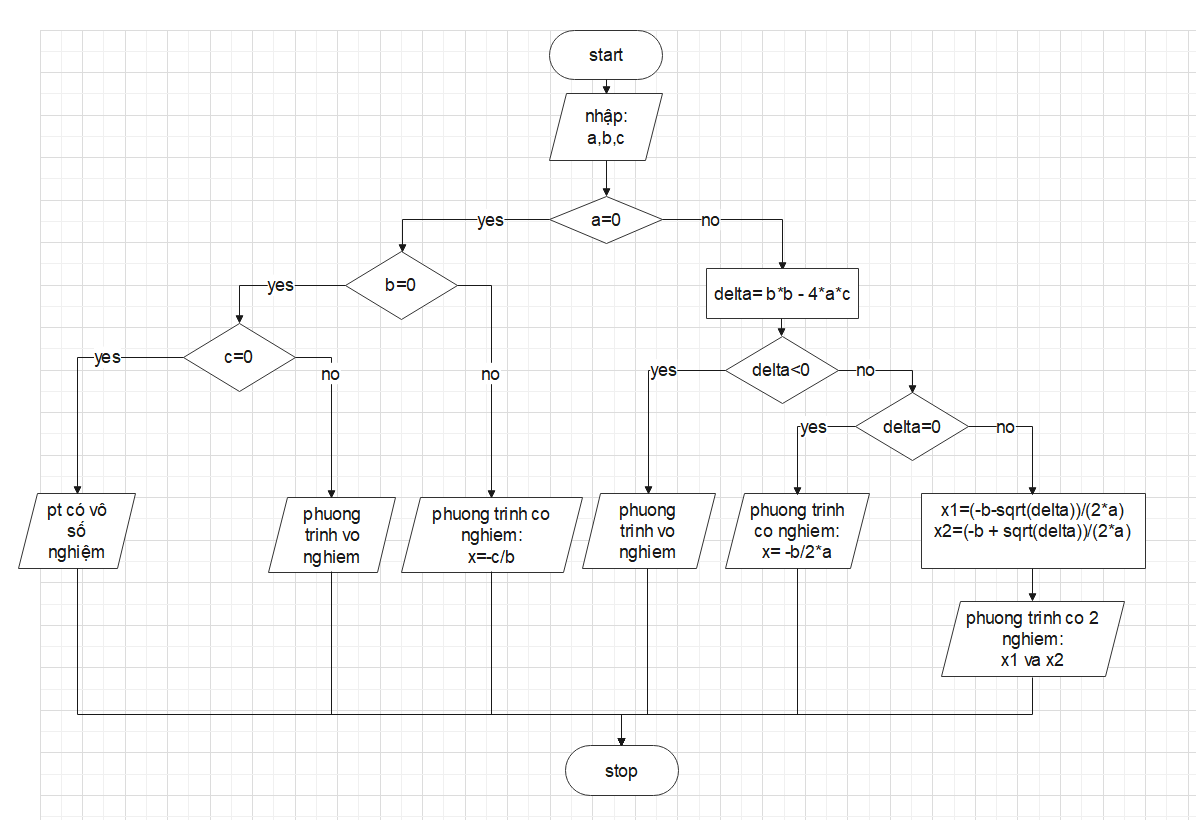 start
nhập:
a,b,c
a=0
yes
no
b=0
yes
delta= b*b - 4*a*c
c=0
yes
no
no
delta<0
yes
no
delta=0
yes
no
pt có vô
số
nghiệm
phuong
trinh vo
nghiem
phuong trinh co
nghiem:
x=-c/b
phuong
trinh vo
nghiem
phuong trinh
co nghiem:
x= -b/2*a
x1=(-b-sqrt(delta))/(2*a)
x2=(-b + sqrt(delta))/(2*a)
phuong trinh co 2
nghiem:
x1 va x2
stop